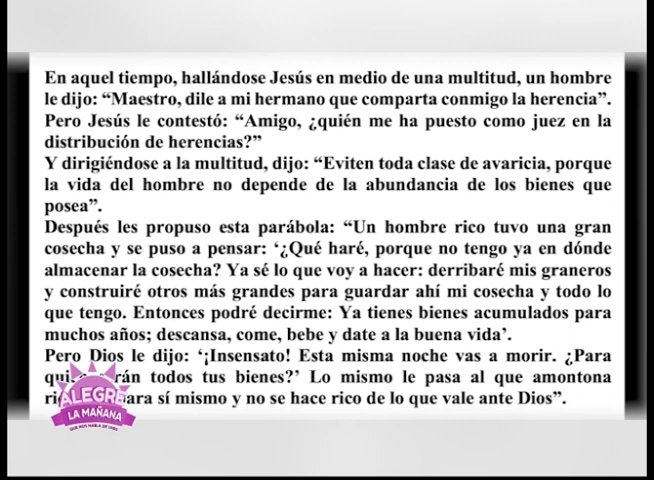 En aquel tiempo, hallándose Jesús en medio de una multitud, un hombre
le dijo: “Maestro, dile a mi hermano que comparta conmigo la herencia”.
Pero Jesús le contestó: “Amigo, ¿quién me ha puesto como juez en la
distribución de herencias?”
Y dirigiéndose a la multitud, dijo: “Eviten toda clase de avaricia, porque
la vida del hombre no depende de la abundancia de los bienes que
posea”.
Después les propuso esta parábola: “Un hombre rico tuvo una gran
cosecha y se puso a pensar: ‘¿Qué haré, porque no tengo ya en dónde
almacenar la cosecha? Ya sé lo que voy a hacer: derribaré mis graneros
y construiré otros más grandes para guardar ahí mi cosecha y todo lo
que tengo. Entonces podré decirme: Ya tienes bienes acumulados para
muchos años; descansa, come, bebe y date a la buena vida’.
Pero Dios le dijo: ‘¡Insensato! Esta misma noche vas a morir. ¿Para
todos tus bienes?’ Lo mismo le pasa al que amontona
sí mismo y no se hace rico de lo que vale ante Dios”.
ALEGRE
LA MAÑANA